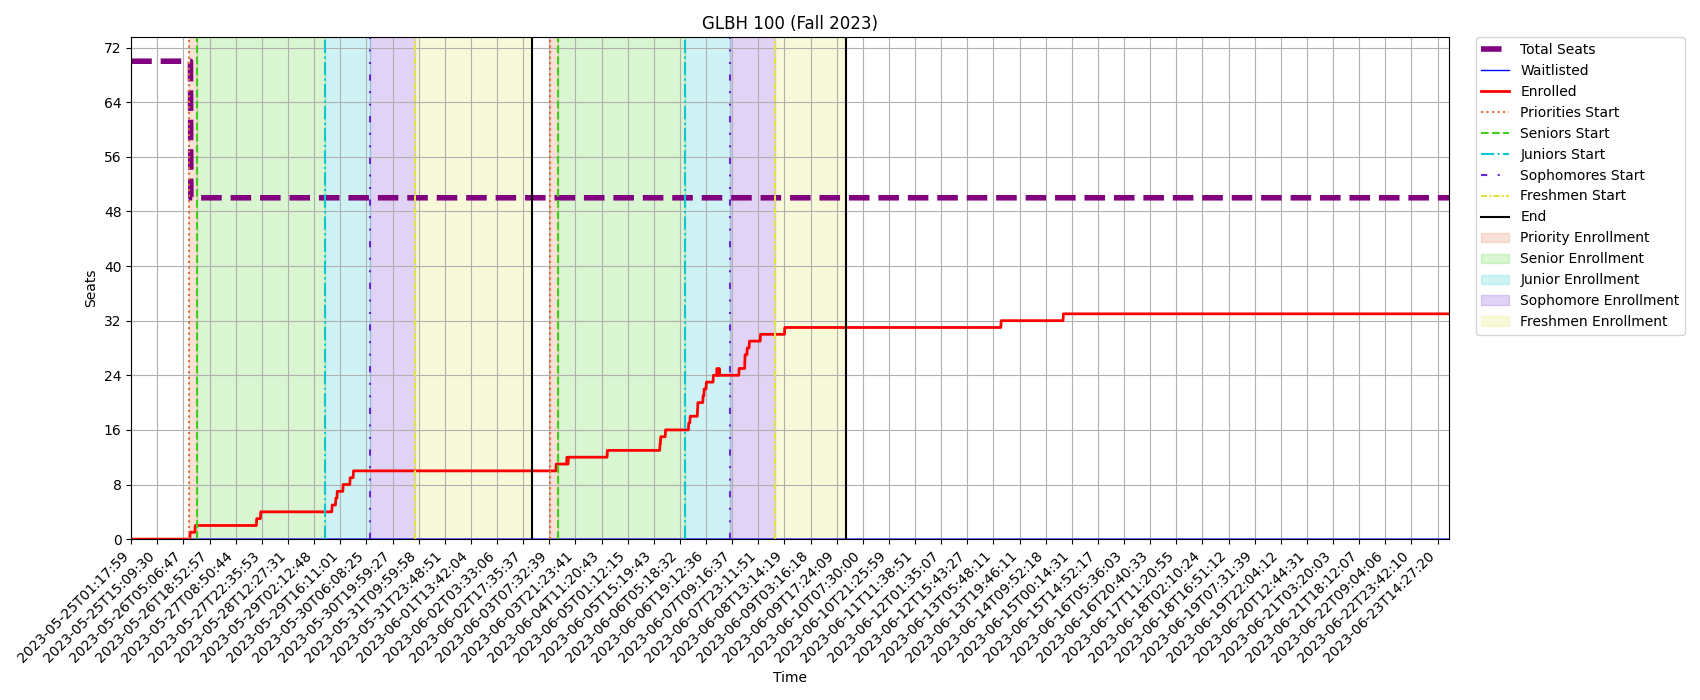 GLBH 100 (Fall 2023)
72
64
56
48
40
32
24
16
8
0
Seats
2023-05-25T01:17:59
2023-05-25T15:09:30
2023-05-26T05:06:47
2023-05-26T18:52:57
2023-05-27T08:50:44
2023-05-27T22:35:53
2023-05-28T12:27:31
2023-05-29T02:12:48
2023-05-29T16:11:01
2023-05-30T06:08:25
2023-05-30T19:59:27
2023-05-31T09:59:58
2023-05-31T23:48:51
2023-06-01T13:42:04
2023-06-02T03:33:06
2023-06-02T17:35:37
2023-06-03T07:32:39
2023-06-03T21:23:41
2023-06-04T11:20:43
2023-06-05T01:12:15
2023-06-05T15:19:43
2023-06-06T05:18:32
2023-06-06T19:12:36
2023-06-07T09:16:37
2023-06-07T23:11:51
2023-06-08T13:14:19
2023-06-09T03:16:18
2023-06-09T17:24:09
2023-06-10T07:30:00
2023-06-10T21:25:59
2023-06-11T11:38:51
2023-06-12T01:35:07
2023-06-12T15:43:27
2023-06-13T05:48:11
2023-06-13T19:46:11
2023-06-14T09:52:18
2023-06-15T00:14:31
2023-06-15T14:52:17
2023-06-16T05:36:03
2023-06-16T20:40:33
2023-06-17T11:20:55
2023-06-18T02:10:24
2023-06-18T16:51:12
2023-06-19T07:31:39
2023-06-19T22:04:12
2023-06-20T12:44:31
2023-06-21T03:20:03
2023-06-21T18:12:07
2023-06-22T09:04:06
2023-06-22T23:42:10
2023-06-23T14:27:20
Time
Total Seats
Waitlisted
Enrolled
Priorities Start
Seniors Start
Juniors Start
Sophomores Start
Freshmen Start
End
Priority Enrollment
Senior Enrollment
Junior Enrollment
Sophomore Enrollment
Freshmen Enrollment